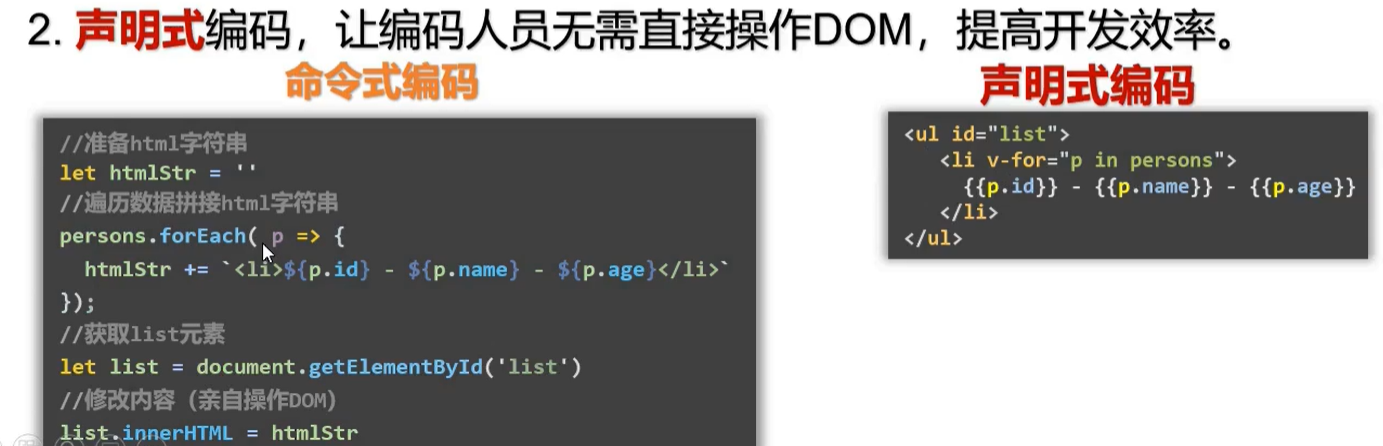 2. 声明式编码，让编码人员无需直接操作DOM，提高开发效率。
命令式编码
//准备html字符串
let htmlStr = ''
//遍历数据拼接html字符串
persons.forEach( p => {
  htmlStr += `<li>${p.id} - ${p.name} - ${p.age}</li>`
});
//获取list元素
let list = document.getElementById('list')
//修改内容（亲自操作DOM）
list.innerHTML = htmlStr
声明式编码
<ul id="list">
  <li v-for="p in persons">
    {{p.id}} - {{p.name}} - {{p.age}}
  </li>
</ul>